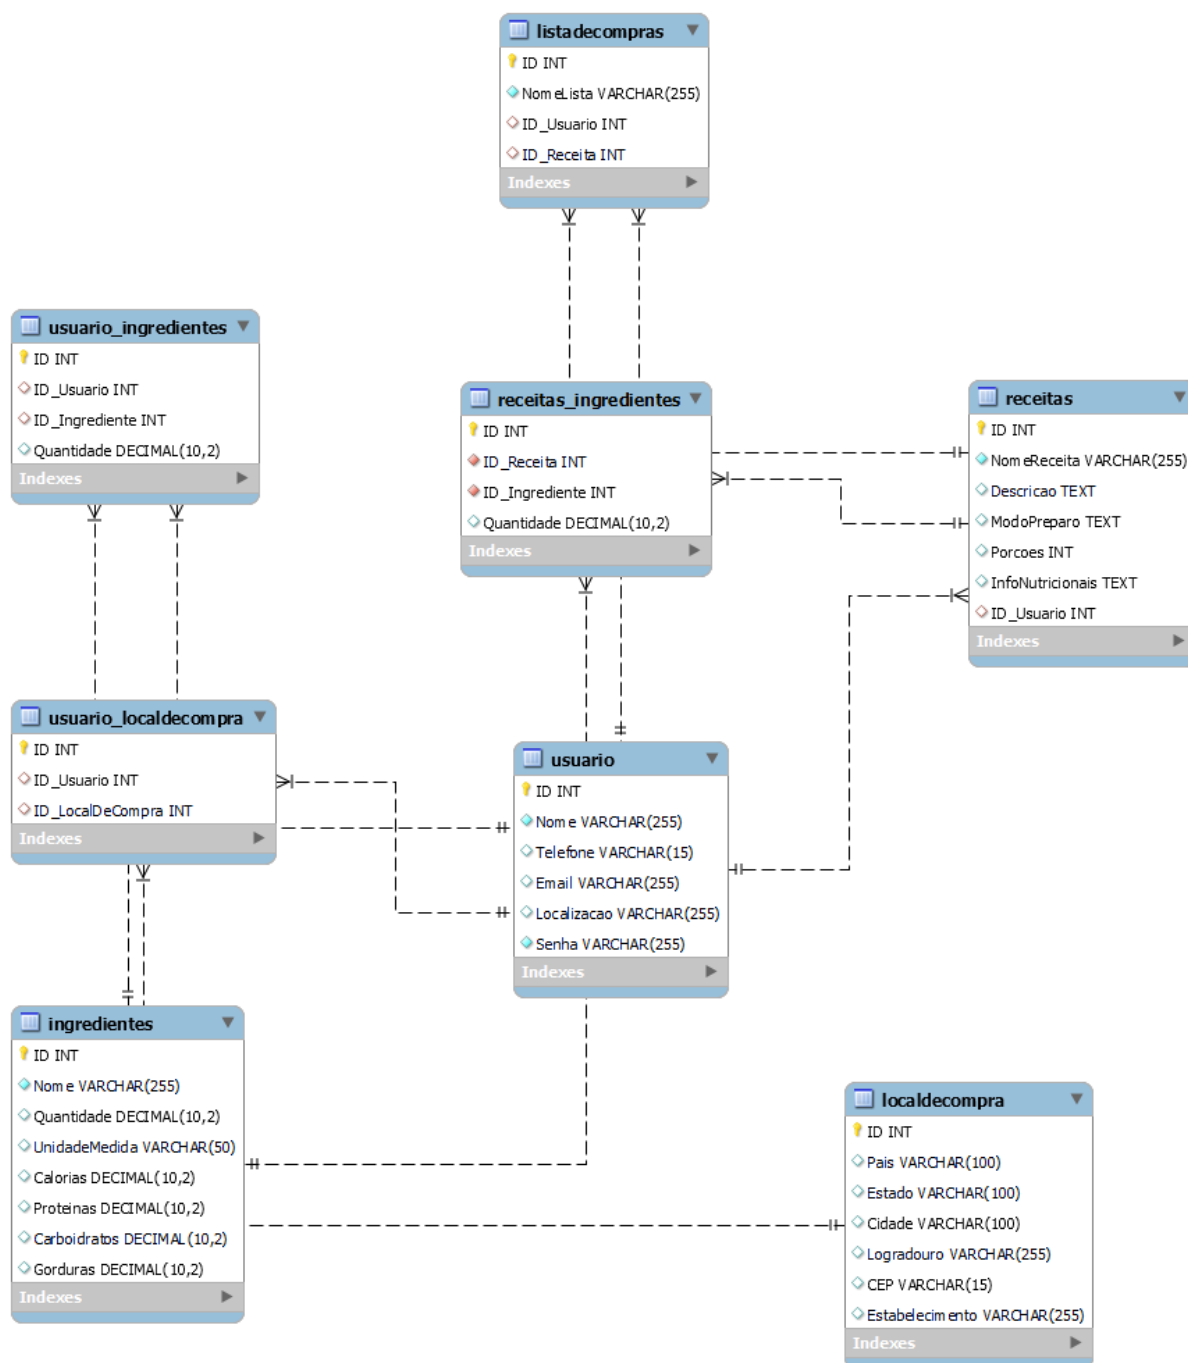 listadecompras
ID INT
NomeLista VARCHAR(255)
ID_Usuario INT
ID_Receita INT
Indexes
usuario_ingredientes
ID INT
ID_Usuario INT
ID_Ingrediente INT
Quantidade DECIMAL(10,2)
Indexes
receitas_ingredientes
ID INT
ID_Receita INT
ID_Ingrediente INT
Quantidade DECIMAL(10,2)
Indexes
receitas
ID INT
NomeReceita VARCHAR(255)
Descricao TEXT
ModoPreparo TEXT
Porcoes INT
InfoNutricionais TEXT
ID_Usuario INT
Indexes
usuario_localdecompra
ID INT
ID_Usuario INT
ID_LocalDeCompra INT
Indexes
usuario
ID INT
Nome VARCHAR(255)
Telefone VARCHAR(15)
Email VARCHAR(255)
Localizacao VARCHAR(255)
Senha VARCHAR(255)
Indexes
ingredientes
ID INT
Nome VARCHAR(255)
Quantidade DECIMAL(10,2)
UnidadeMedida VARCHAR(50)
Calorias DECIMAL(10,2)
Proteinas DECIMAL(10,2)
Carboidratos DECIMAL(10,2)
Gorduras DECIMAL(10,2)
Indexes
localdecompra
ID INT
Pais VARCHAR(100)
Estado VARCHAR(100)
Cidade VARCHAR(100)
Logradouro VARCHAR(255)
CEP VARCHAR(15)
Estabelecimento VARCHAR(255)
Indexes